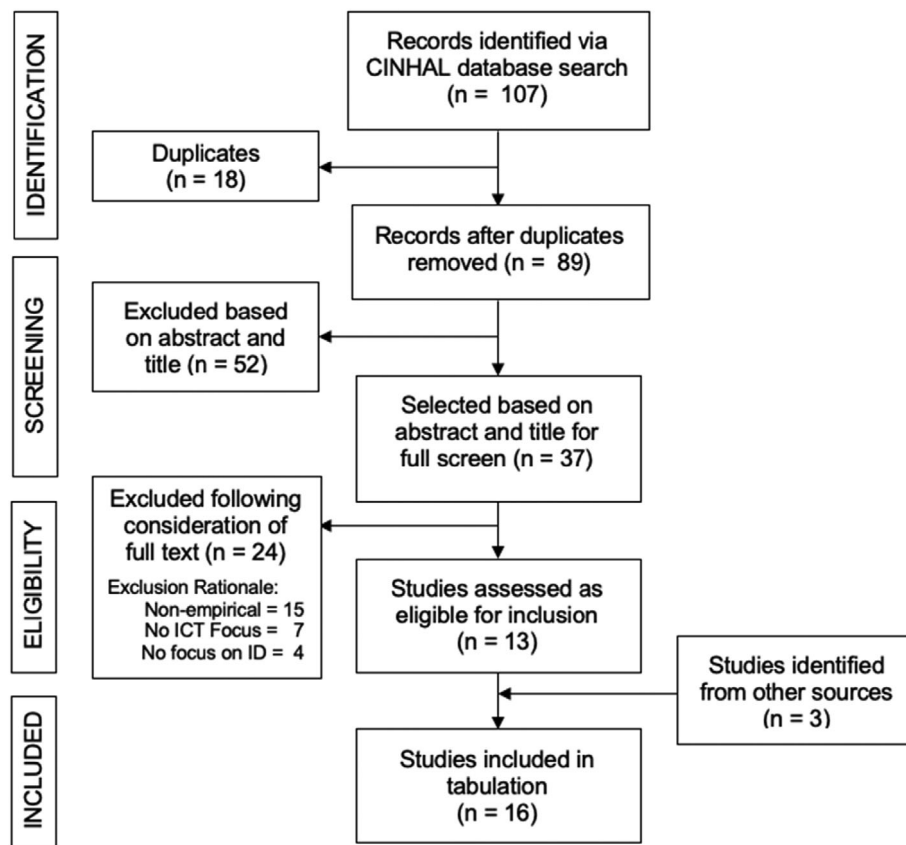 IDENTIFICATION
Records identified via
CINHAL database search
(n = 107)
Duplicates
(n = 18)
Records after duplicates
removed (n = 89)
SCREENING
Excluded based
on abstract and
title (n = 52)
Selected based on
abstract and title for
full screen (n = 37)
ELIGIBILITY
Excluded following
consideration of
full text (n = 24)
Exclusion Rationale:
Non-empirical = 15
No ICT Focus = 7
No focus on ID = 4
Studies assessed as
eligible for inclusion
(n = 13)
Studies identified
from other sources
(n = 3)
INCLUDED
Studies included in
tabulation
(n = 16)